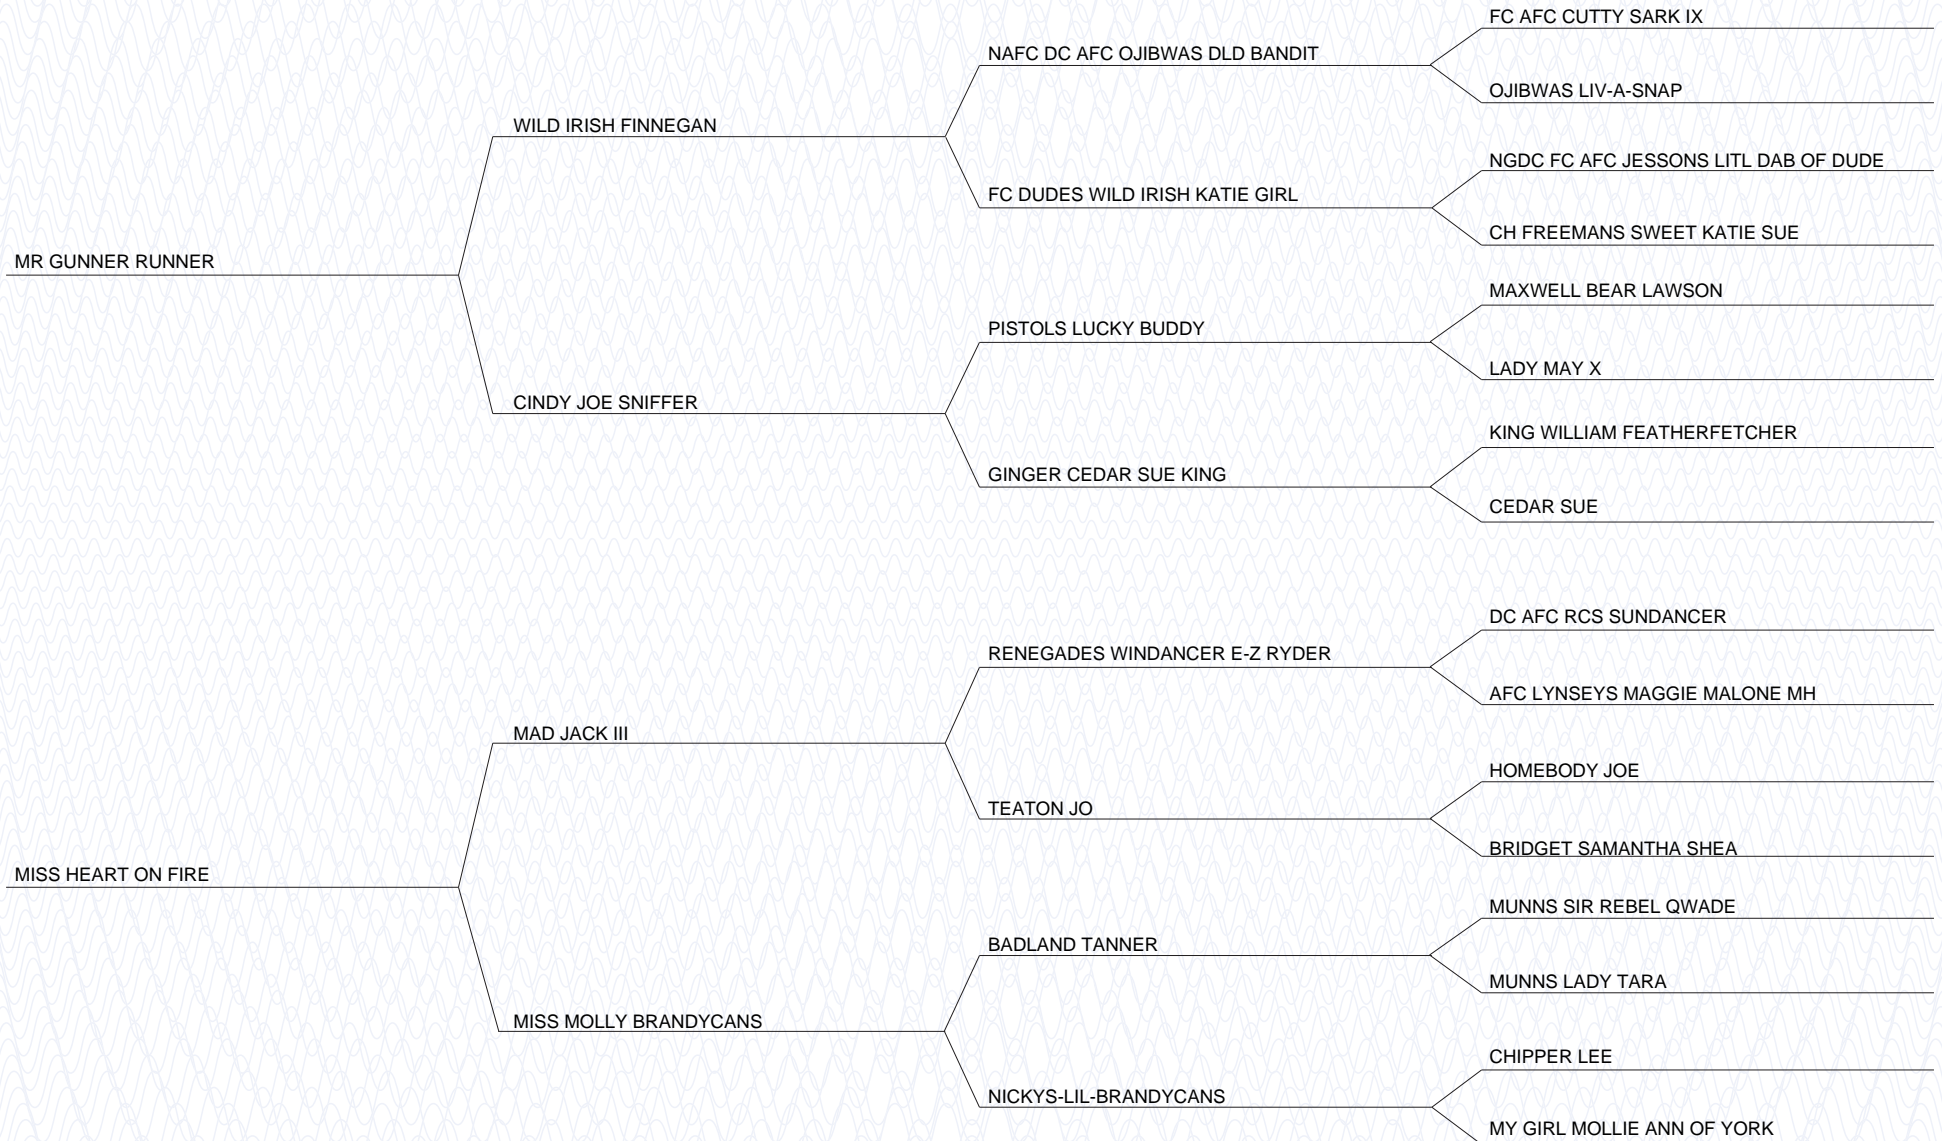 FC AFC CUTTY SARK IX
NAFC DC AFC OJIBWAS DLD BANDIT
OJIBWAS LIV-A-SNAP
WILD IRISH FINNEGAN
NGDC FC AFC JESSONS LITL DAB OF DUDE
FC DUDES WILD IRISH KATIE GIRL
CH FREEMANS SWEET KATIE SUE
MR GUNNER RUNNER
MAXWELL BEAR LAWSON
PISTOLS LUCKY BUDDY
LADY MAY X
CINDY JOE SNIFFER
KING WILLIAM FEATHERFETCHER
GINGER CEDAR SUE KING
CEDAR SUE
DC AFC RCS SUNDANCER
RENEGADES WINDANCER E-Z RYDER
AFC LYNSEYS MAGGIE MALONE MH
MAD JACK III
HOMEBODY JOE
TEATON JO
BRIDGET SAMANTHA SHEA
MISS HEART ON FIRE
MUNNS SIR REBEL QWADE
BADLAND TANNER
MUNNS LADY TARA
MISS MOLLY BRANDYCANS
CHIPPER LEE
NICKYS-LIL-BRANDYCANS
MY GIRL MOLLIE ANN OF YORK